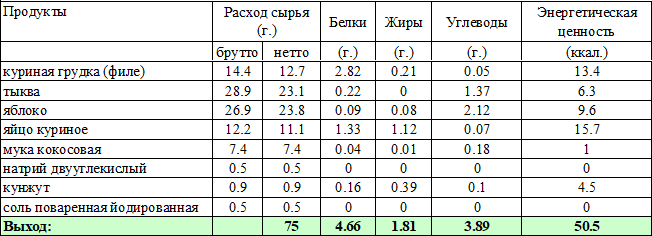 Продукты Расход сырья Белки Жиры Углеводы Энергетическая
(г.) ценность
брутто нетто (г.) (г.) (г.) (ккал.)
куриная грудка (филе) 14.4 12.7 2.82 0.21 0.05 13.4
тыква 28.9 23.1 0.22 0 1.37 6.3
яблоко 26.9 23.8 0.09 0.08 2.12 9.6
яйцо куриное 12.2 11.1 1.33 1.12 0.07 15.7
мука кокосовая 7.4 7.4 0.04 0.01 0.18 1
натрий двууглекислый 0.5 0.5 0 0 0 0
кунжут 0.9 0.9 0.16 0.39 0.1 4.5
соль поваренная йодированная 0.5 0.5 0 0 0 0
Выход: 75 4.66 1.81 3.89 50.5